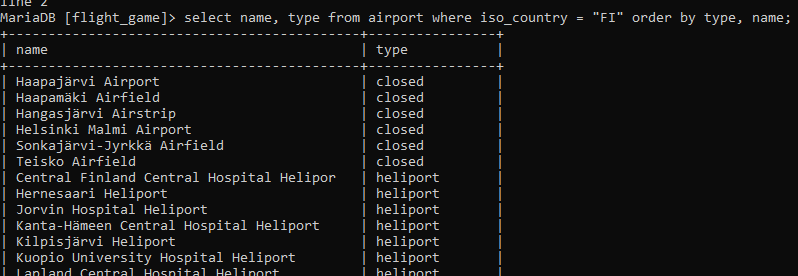 line 2
MariaDB [flight_game]> select name, type from airport where iso_country = "FI" order by type, name;
+--------------------------------------------+----------------+
| name | type |
+--------------------------------------------+----------------+
| Haapajärvi Airport | closed |
| Haapamäki Airfield | closed |
| Hangasjärvi Airstrip | closed |
| Helsinki Malmi Airport | closed |
| Sonkajärvi-Jyrkkä Airfield | closed |
| Teisko Airfield | closed |
| Central Finland Central Hospital Helipor | heliport |
| Hernesaari Heliport | heliport |
| Jorvin Hospital Heliport | heliport |
| Kanta-Hämeen Central Hospital Heliport | heliport |
| Kilpisjärvi Heliport | heliport |
| Kuopio University Hospital Heliport | heliport |
| Lapland Central Hospital Heliport | heliport |